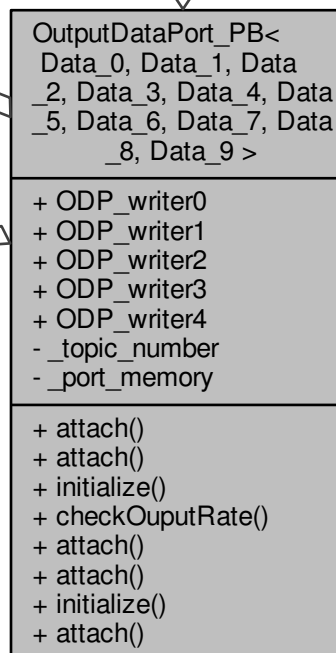 OutputDataPort_PB<
Data_0, Data_1, Data
_2, Data_3, Data_4, Data
_5, Data_6, Data_7, Data
_8, Data_9 >
+ ODP_writer0
+ ODP_writer1
+ ODP_writer2
+ ODP_writer3
+ ODP_writer4
- _topic_number
- _port_memory
+ attach()
+ attach()
+ initialize()
+ checkOuputRate()
+ attach()
+ attach()
+ initialize()
+ attach()